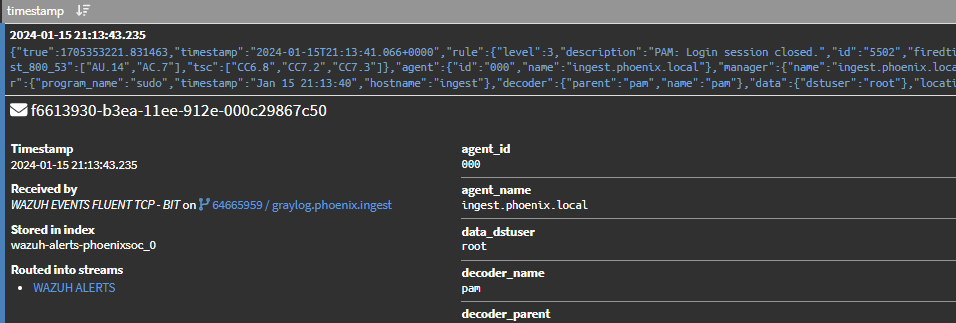 timestamp
2024-01-15 21:13:43.235
{"true":1705353221.831463,"timestamp":"2024-01-15T21:13:41.066+0000","rule":{"level":3,"description":"PAM: Login session closed.","id":"5502","firedti
st_800_53":["AU.14","AC.7"],"tsc":["CC6.8","CC7.2","CC7.3"]},"agent":{"id":"000","name":"ingest.phoenix.local"},"manager":{"name":"ingest.phoenix.loca
r":{"program_name":"sudo","timestamp":"Jan 15 21:13:40","hostname":"ingest"},"decoder":{"parent":"pam","name":"pam"},"data":{"dstuser":"root"},"locati
f6613930-b3ea-11ee-912e-000c29867c50
Timestamp
2024-01-15 21:13:43.235
Received by
WAZUH EVENTS FLUENT TCP - BIT on 64665959 / graylog.phoenix.ingest
Stored in index
wazuh-alerts-phoenixsoc_0
Routed into streams
WAZUH ALERTS
agent_id
000
agent_name
ingest.phoenix.local
data_dstuser
root
decoder_name
pam
decoder_parent